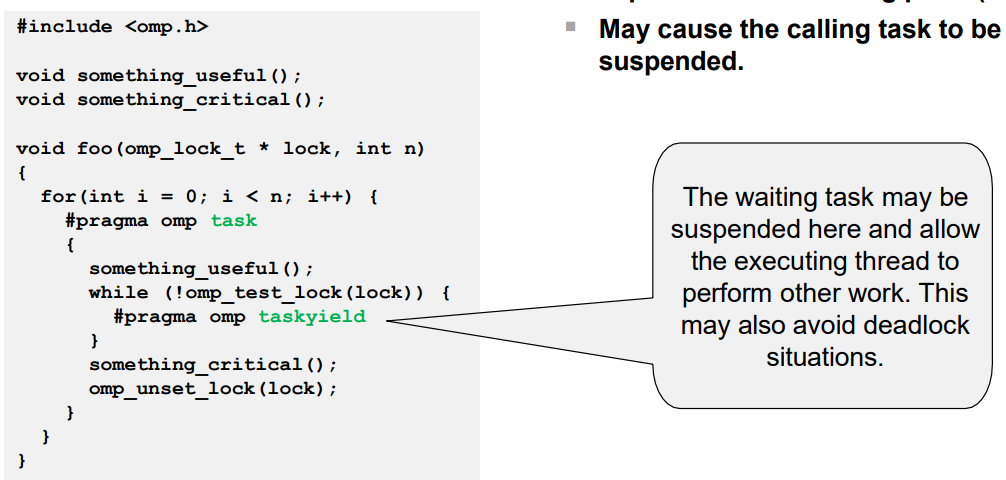 #include <omp.h>
void something_useful();
void something_critical();
void foo(omp_lock_t * lock, int n)
{
for(int i = 0; i < n; i++) {
#pragma omp task
{
something_useful();
while (!omp_test_lock(lock)) {
#pragma omp taskyield
}
something_critical();
omp_unset_lock(lock);
}
}
}
May cause the calling task to be
suspended.
The waiting task may be
suspended here and allow
the executing thread to
perform other work. This
may also avoid deadlock
situations.